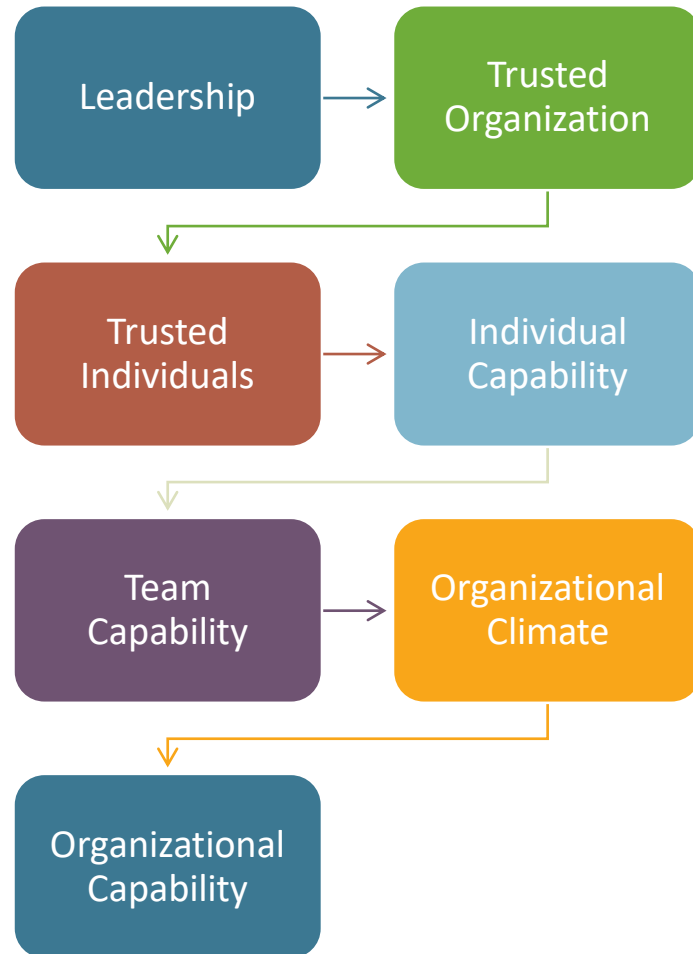 Leadership
Trusted
Organization
Trusted
Individuals
Individual
Capability
Team
Capability
Organizational
Climate
Organizational
Capability